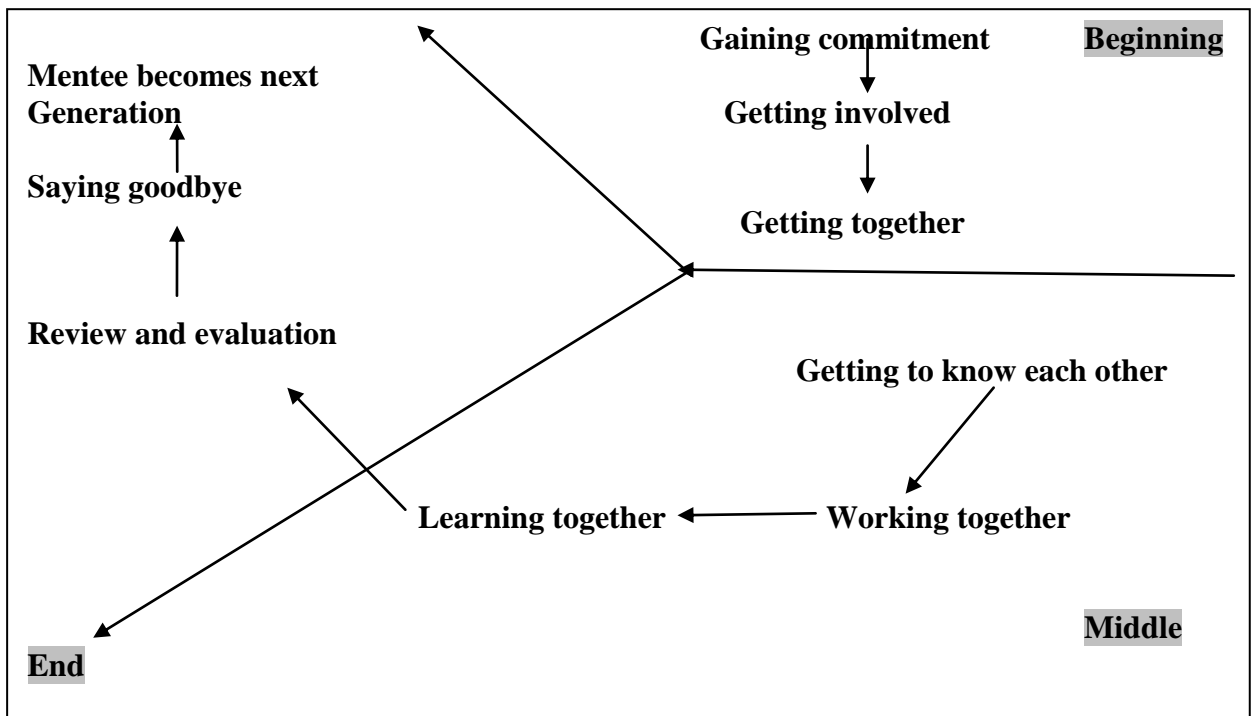 Gaining commitment
Beginning
Mentee becomes next
Generation
Getting involved
Saying goodbye
Getting together
Review and evaluation
Getting to know each other
Learning together
Working together
Middle
End